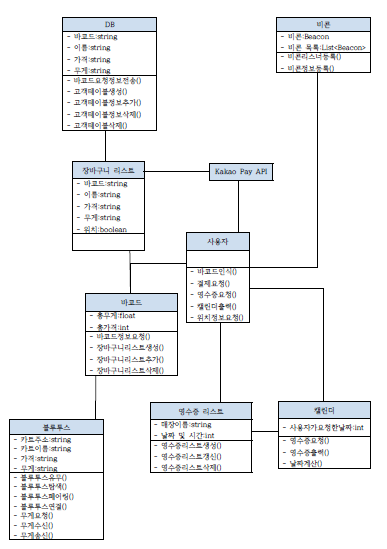 DB
- 바코드:string
- 이름:string
- 가격:string
- 무게:string
- 바코드요청정보전송()
- 고객테이블생성()
- 고객테이블정보추가()
- 고객테이블정보삭제()
- 고객테이블삭제()
비콘
- 비콘:Beacon
- 비콘 목록:List<Beacon>
- 비콘리스너등록()
- 비콘정보등록()
장바구니 리스트
- 바코드:string
- 이름:string
- 가격:string
- 무게:string
- 위치:boolean
Kakao Pay API
사용자
- 바코드인식()
- 결제요청()
- 영수증요청()
- 캘린더출력()
- 위치정보요청()
바코드
- 총무게:float
- 총가격:int
- 바코드정보요청()
- 장바구니리스트생성()
- 장바구니리스트추가()
- 장바구니리스트삭제()
블루투스
- 카트주소:string
- 카트이름:string
- 가격:string
- 무게:string
- 블루투스유무()
- 블루투스탐색()
- 블루투스페어링()
- 블루투스연결()
- 무게요청()
- 무게수신()
- 무게송신()
영수증 리스트
- 매장이름:string
- 날짜 및 시간:int
- 영수증리스트생성()
- 영수증리스트갱신()
- 영수증리스트삭제()
캘린더
- 사용자가요청한날짜:int
- 영수증요청()
- 영수증출력()
- 날짜계산()